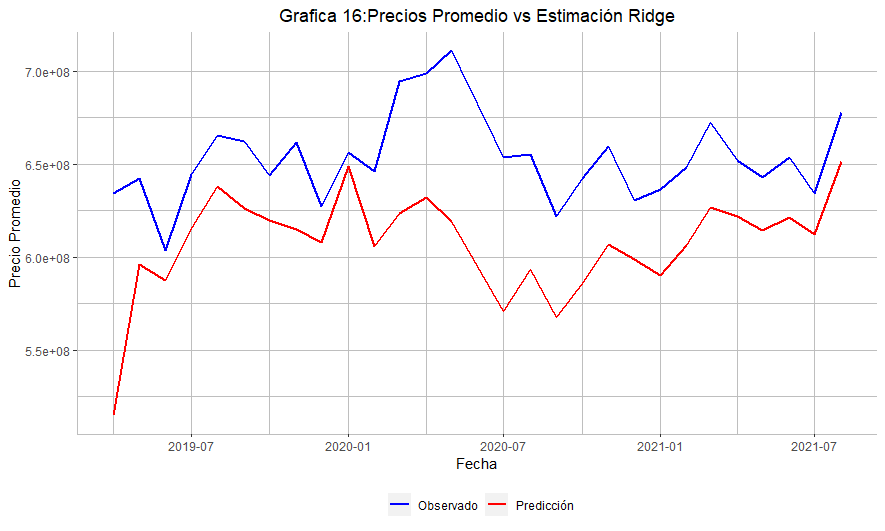 Grafica 16:Precios Promedio vs Estimación Ridge
Precio Promedio
7.0e+08
6.5e+08
6.0e+08
5.5e+08
2019-07
2020-01
2020-07
2021-01
2021-07
Fecha
Observado
Predicción